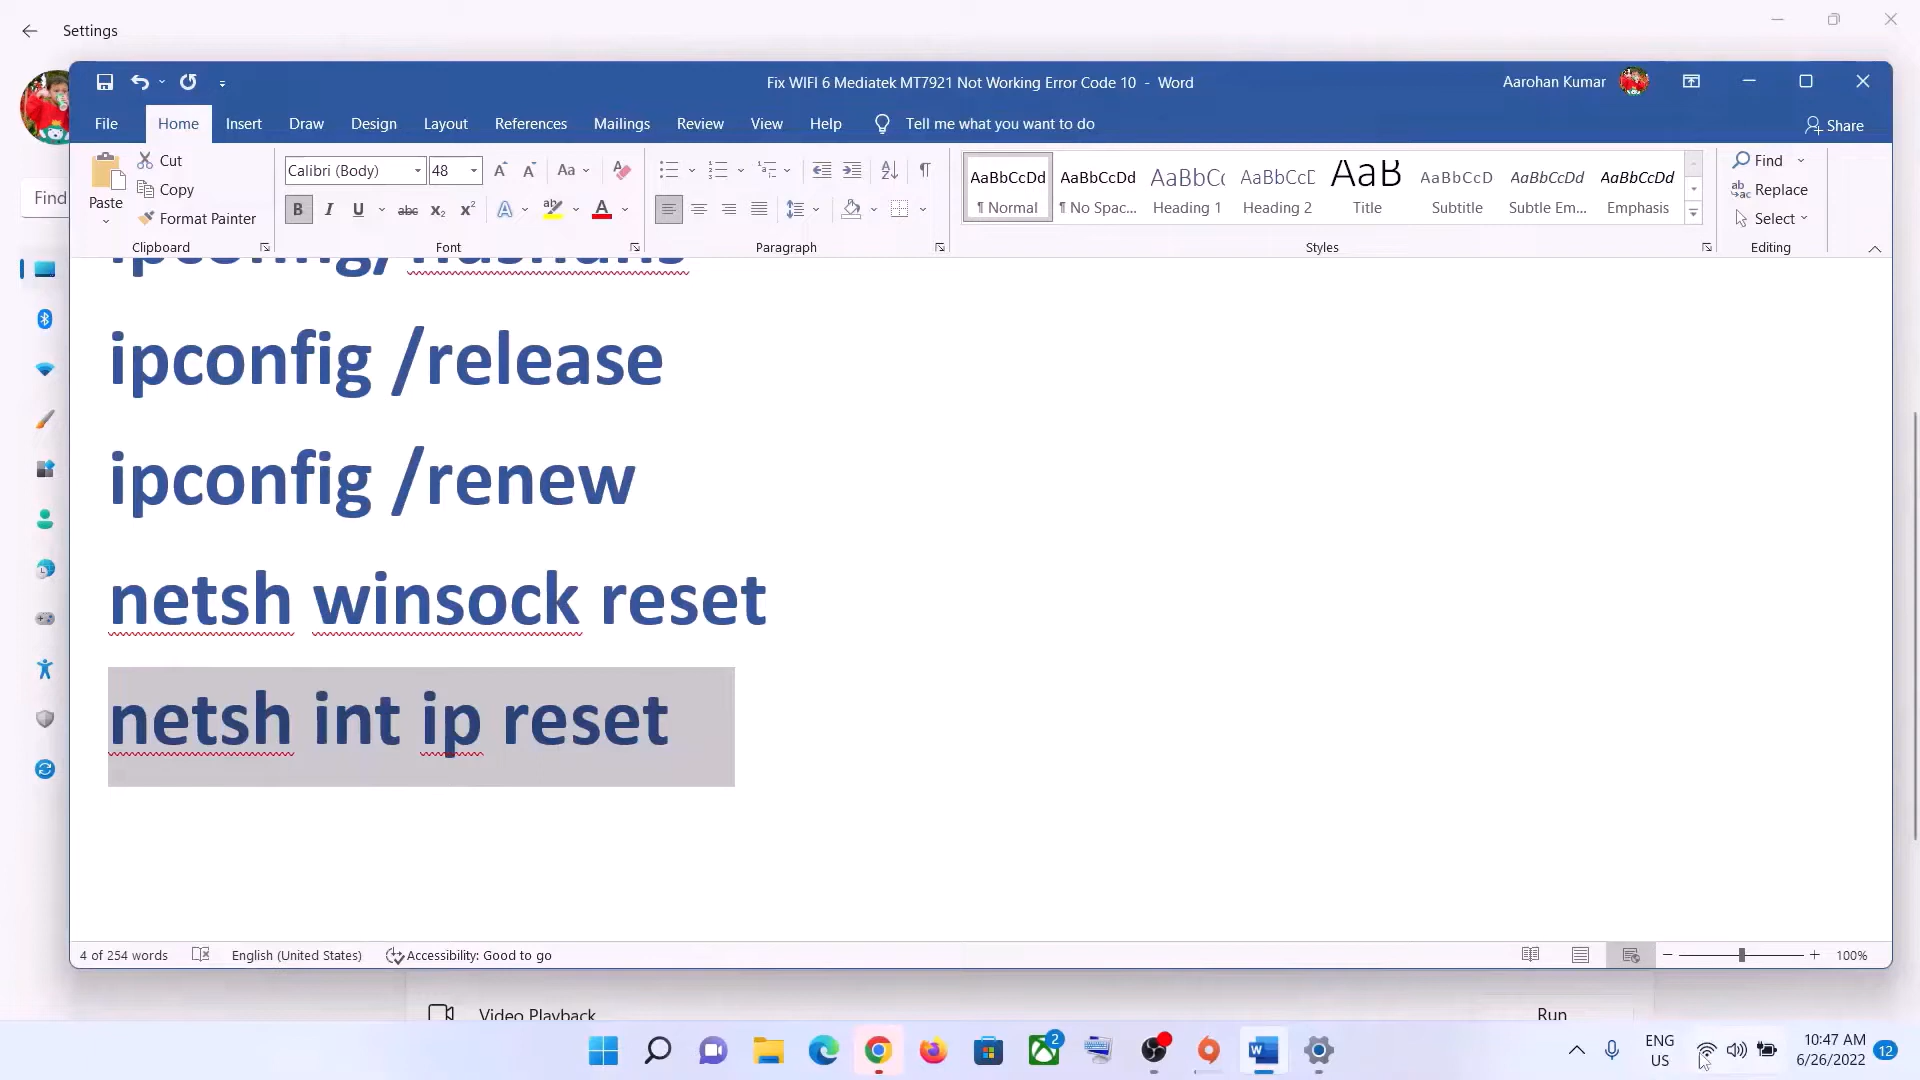 Settings
Fix WIFI 6 Mediatek MT7921 Not Working Error Code 10 - Word
Aarohan Kumar
File Home Insert Draw Design Layout References Mailings Review View Help Tell me what you want to do
Share
Find
Paste
Cut
Copy
Format Painter
Clipboard
Calibri (Body) 48
Font
Paragraph
AaBbCcDd AaBbCcDd AaBbCc AaBbCcD AaB AaBbCcD AaBbCcDd AaBbCcDd
¶ Normal ¶ No Spac... Heading 1 Heading 2 Title Subtitle Subtle Em... Emphasis
Styles
Find
Replace
Select
Editing
ipconfig /release
ipconfig /renew
netsh winsock reset
netsh int ip reset
4 of 254 words English (United States) Accessibility: Good to go 100%
Video Playback Run
2
ENG
US
10:47 AM
6/26/2022
12